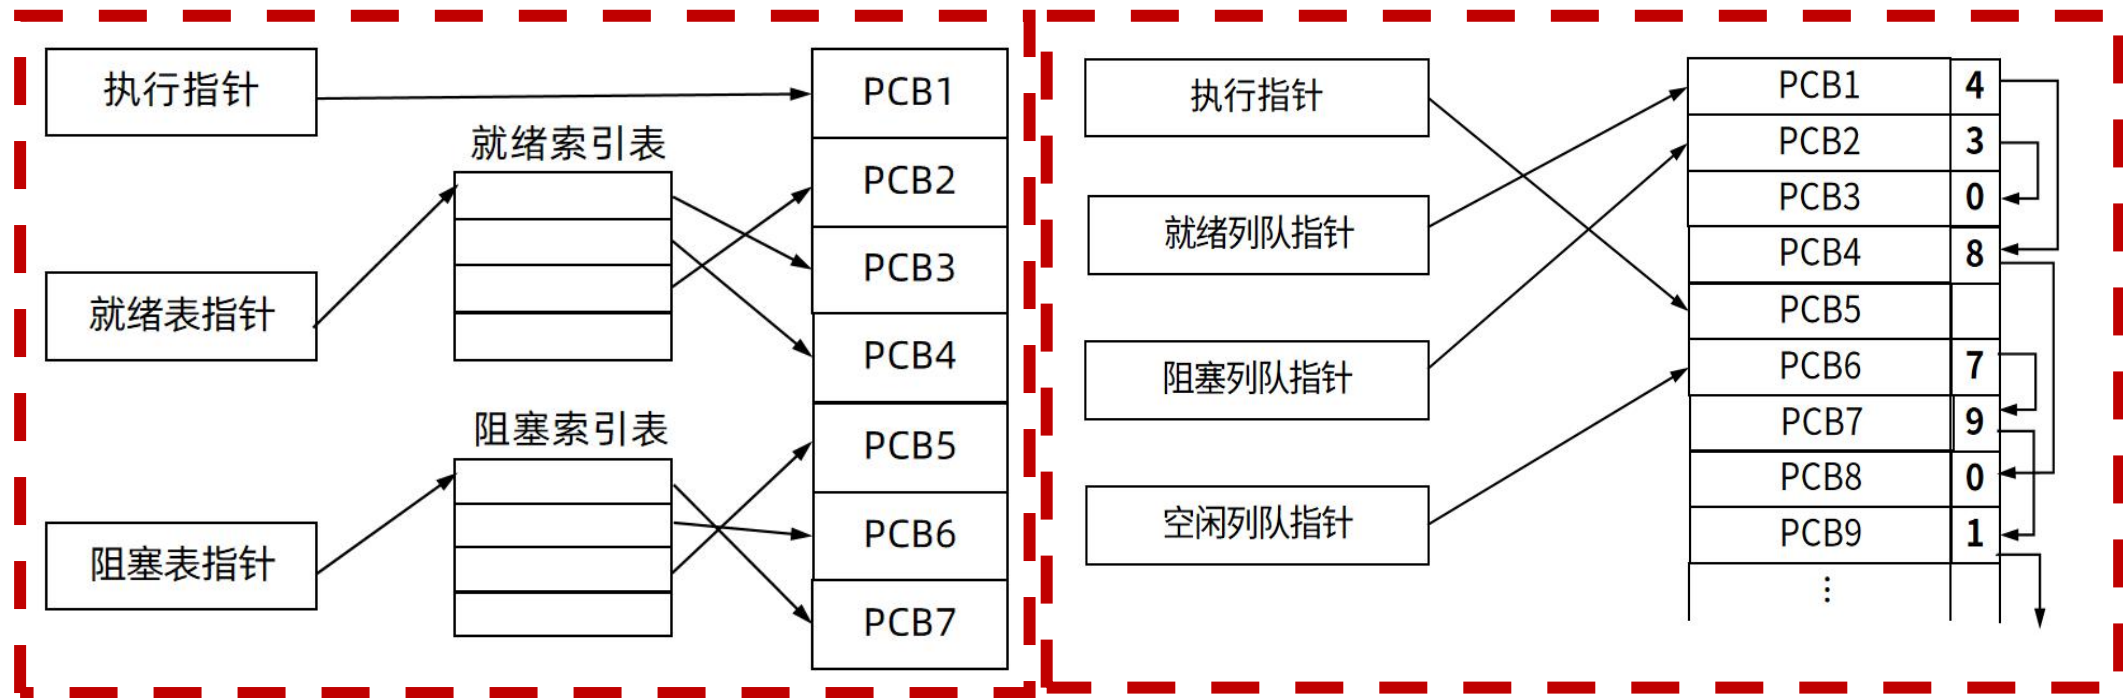 执行指针
就绪索引表
就绪表指针
阻塞索引表
阻塞表指针
PCB1
PCB2
PCB3
PCB4
PCB5
PCB6
PCB7
执行指针
就绪列队指针
阻塞列队指针
空闲列队指针
PCB1 4
PCB2 3
PCB3 0
PCB4 8
PCB5
PCB6 7
PCB7 9
PCB8 0
PCB9 1
⋮